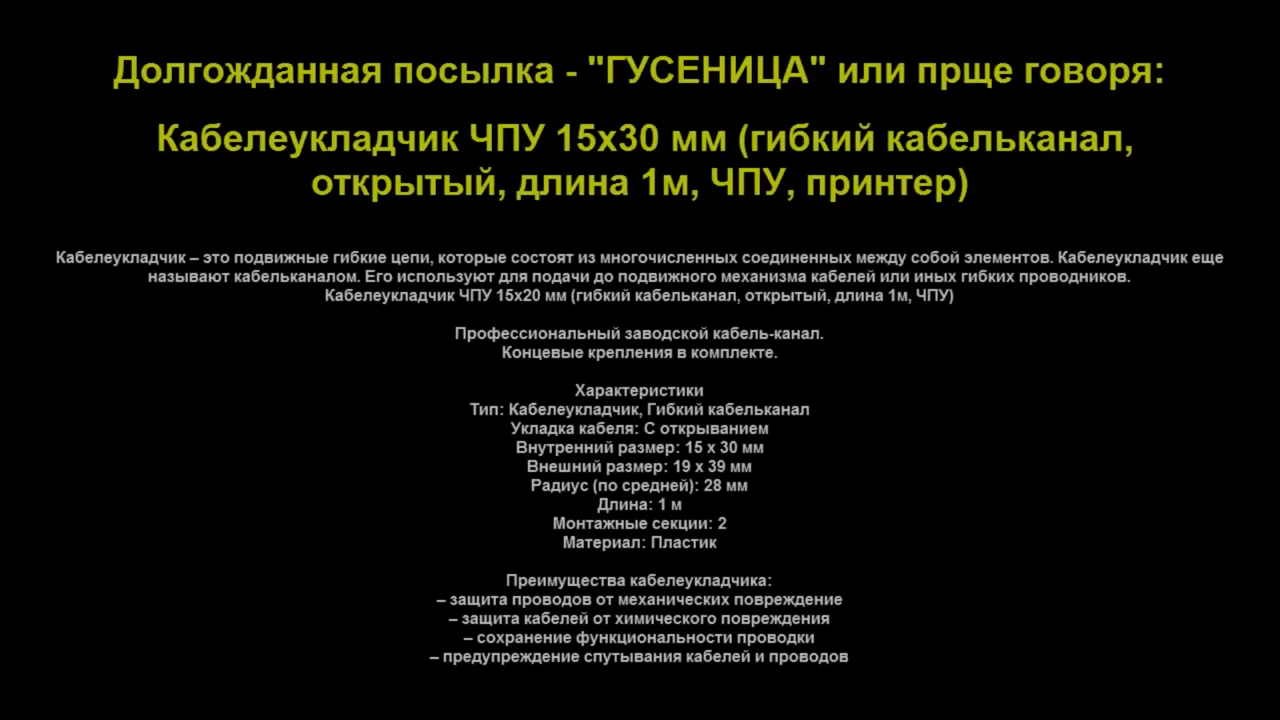 Долгожданная посылка - "ГУСЕНИЦА" или прще говоря:
Кабелеукладчик ЧПУ 15х30 мм (гибкий кабельканал,
открытый, длина 1м, ЧПУ, принтер)
Кабелеукладчик – это подвижные гибкие цепи, которые состоят из многочисленных соединенных между собой элементов. Кабелеукладчик еще
называют кабельканалом. Его используют для подачи до подвижного механизма кабелей или иных гибких проводников.
Кабелеукладчик ЧПУ 15х20 мм (гибкий кабельканал, открытый, длина 1м, ЧПУ)
Профессиональный заводской кабель-канал.
Концевые крепления в комплекте.
Характеристики
Тип: Кабелеукладчик, Гибкий кабельканал
Укладка кабеля: С открыванием
Внутренний размер: 15 х 30 мм
Внешний размер: 19 х 39 мм
Радиус (по средней): 28 мм
Длина: 1 м
Монтажные секции: 2
Материал: Пластик
Преимущества кабелеукладчика:
– защита проводов от механических повреждение
– защита кабелей от химического повреждения
– сохранение функциональности проводки
– предупреждение спутывания кабелей и проводов